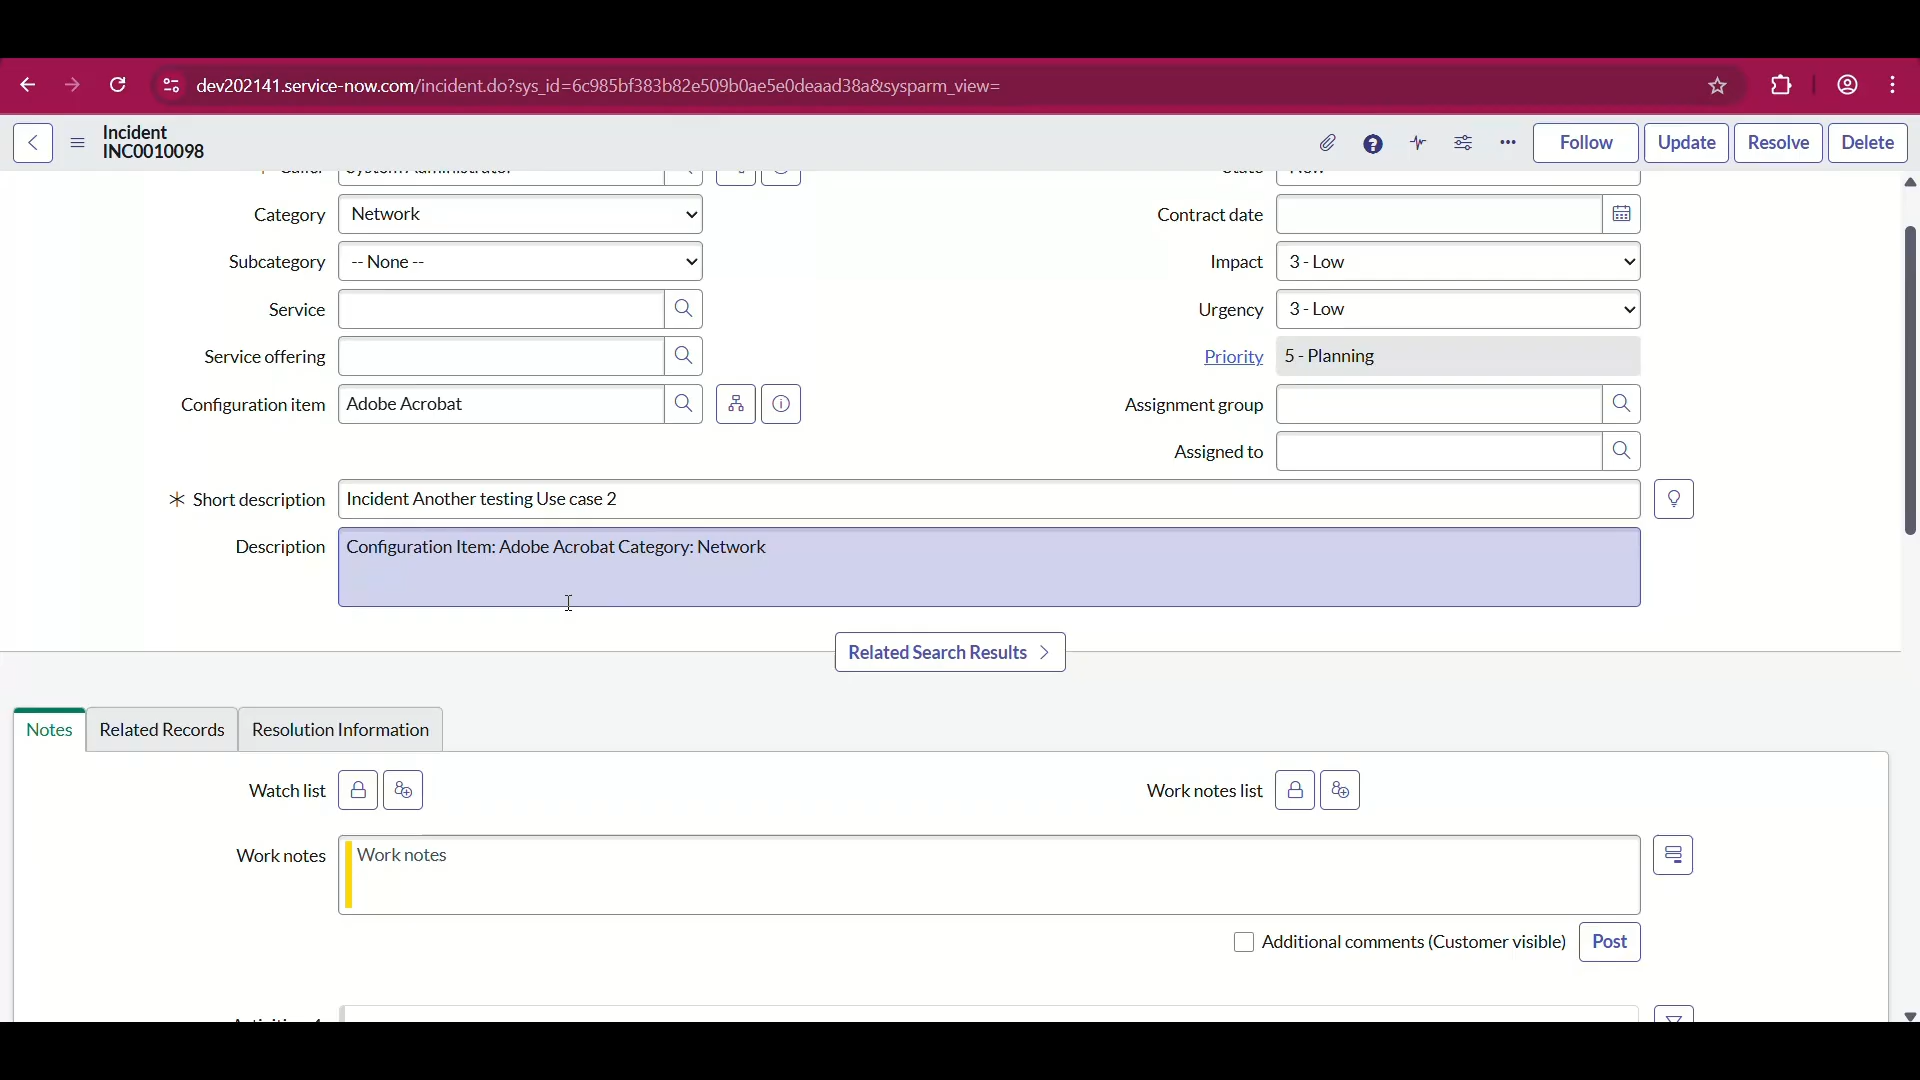 dev202141.service-now.com/incident.do?sys_id=6c985bf383b82e509b0ae5e0deaad38a&sysparm_view=
Incident
INC0010098
Follow
Update
Resolve
Delete
Category
Network
Contract date
Subcategory
-- None --
Impact
3 - Low
Service
Urgency
3 - Low
Service offering
Priority
5 - Planning
Configuration item
Adobe Acrobat
Assignment group
Assigned to
Short description
Incident Another testing Use case 2
Description
Configuration Item: Adobe Acrobat Category: Network
Related Search Results
Notes
Related Records
Resolution Information
Watch list
Work notes list
Work notes
Work notes
Additional comments (Customer visible)
Post